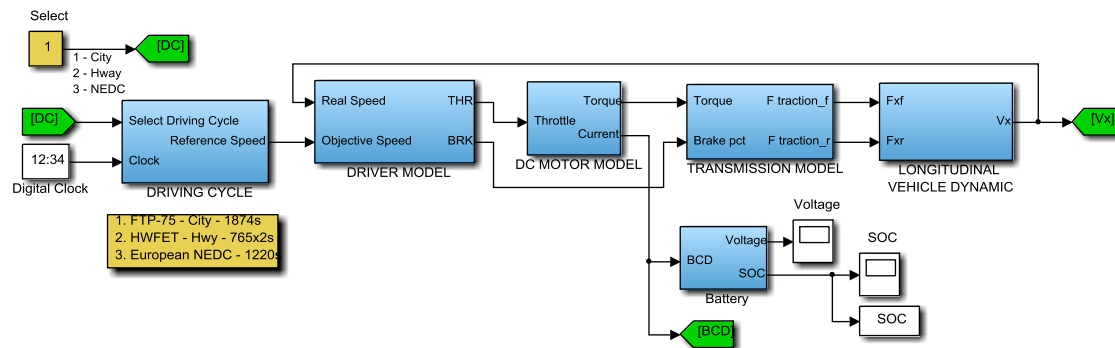 Select
1
[DC]
1 - City
2 - Hway
3 - NEDC
[DC]
12:34
Digital Clock
Select Driving Cycle
Reference Speed
Clock
DRIVING CYCLE
1. FTP-75 - City - 1874s
2. HWFET - Hwy - 765x2s
3. European NEDC - 1220s
Real Speed
THR
Objective Speed
BRK
DRIVER MODEL
Torque
Throttle
Current
DC MOTOR MODEL
Torque
F traction_f
Brake pct
F traction_r
TRANSMISSION MODEL
Fxf
Vx
Fxr
LONGITUDINAL
VEHICLE DYNAMIC
[Vx]
Voltage
BCD
SOC
Battery
Voltage
SOC
SOC
[BCD]